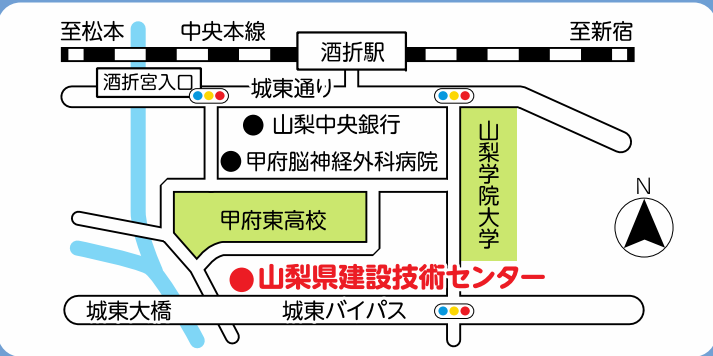 至松本
中央本線
酒折駅
至新宿
酒折宮入口
城東通り
山梨中央銀行
甲府脳神経外科病院
山梨学院大学
甲府東高校
N
山梨県建設技術センター
城東大橋
城東バイパス